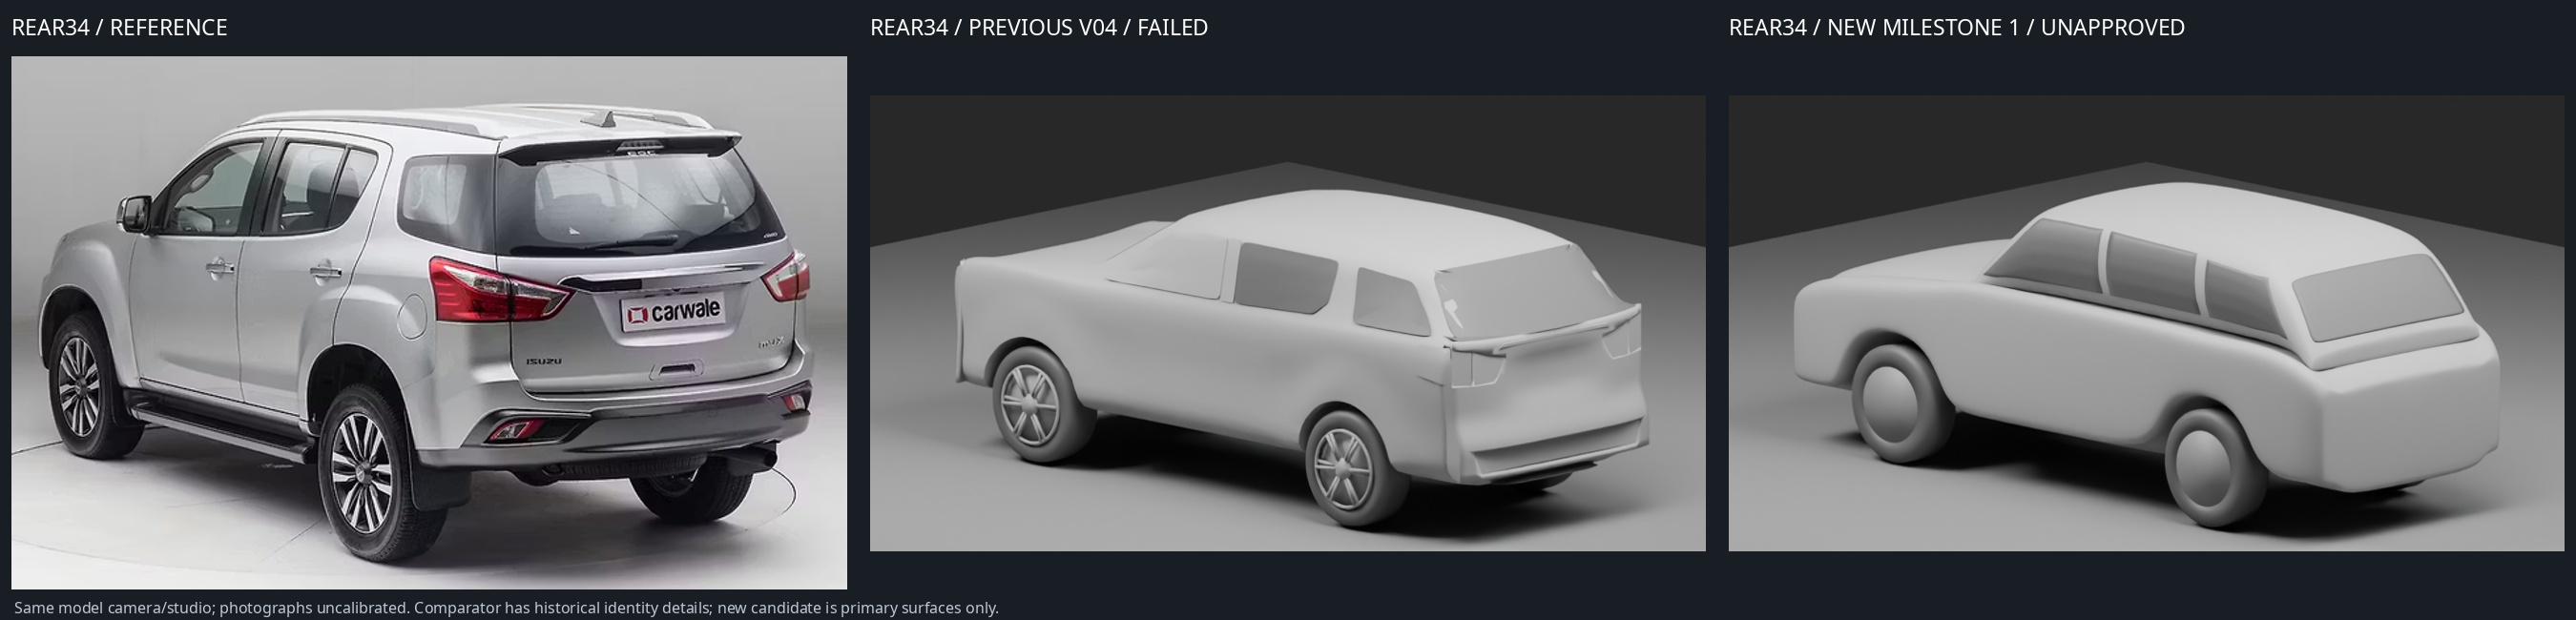 REAR34 / REFERENCE
REAR34 / PREVIOUS V04 / FAILED
REAR34 / NEW MILESTONE 1 / UNAPPROVED
carwale
ISUZU
Same model camera/studio; photographs uncalibrated. Comparator has historical identity details; new candidate is primary surfaces only.